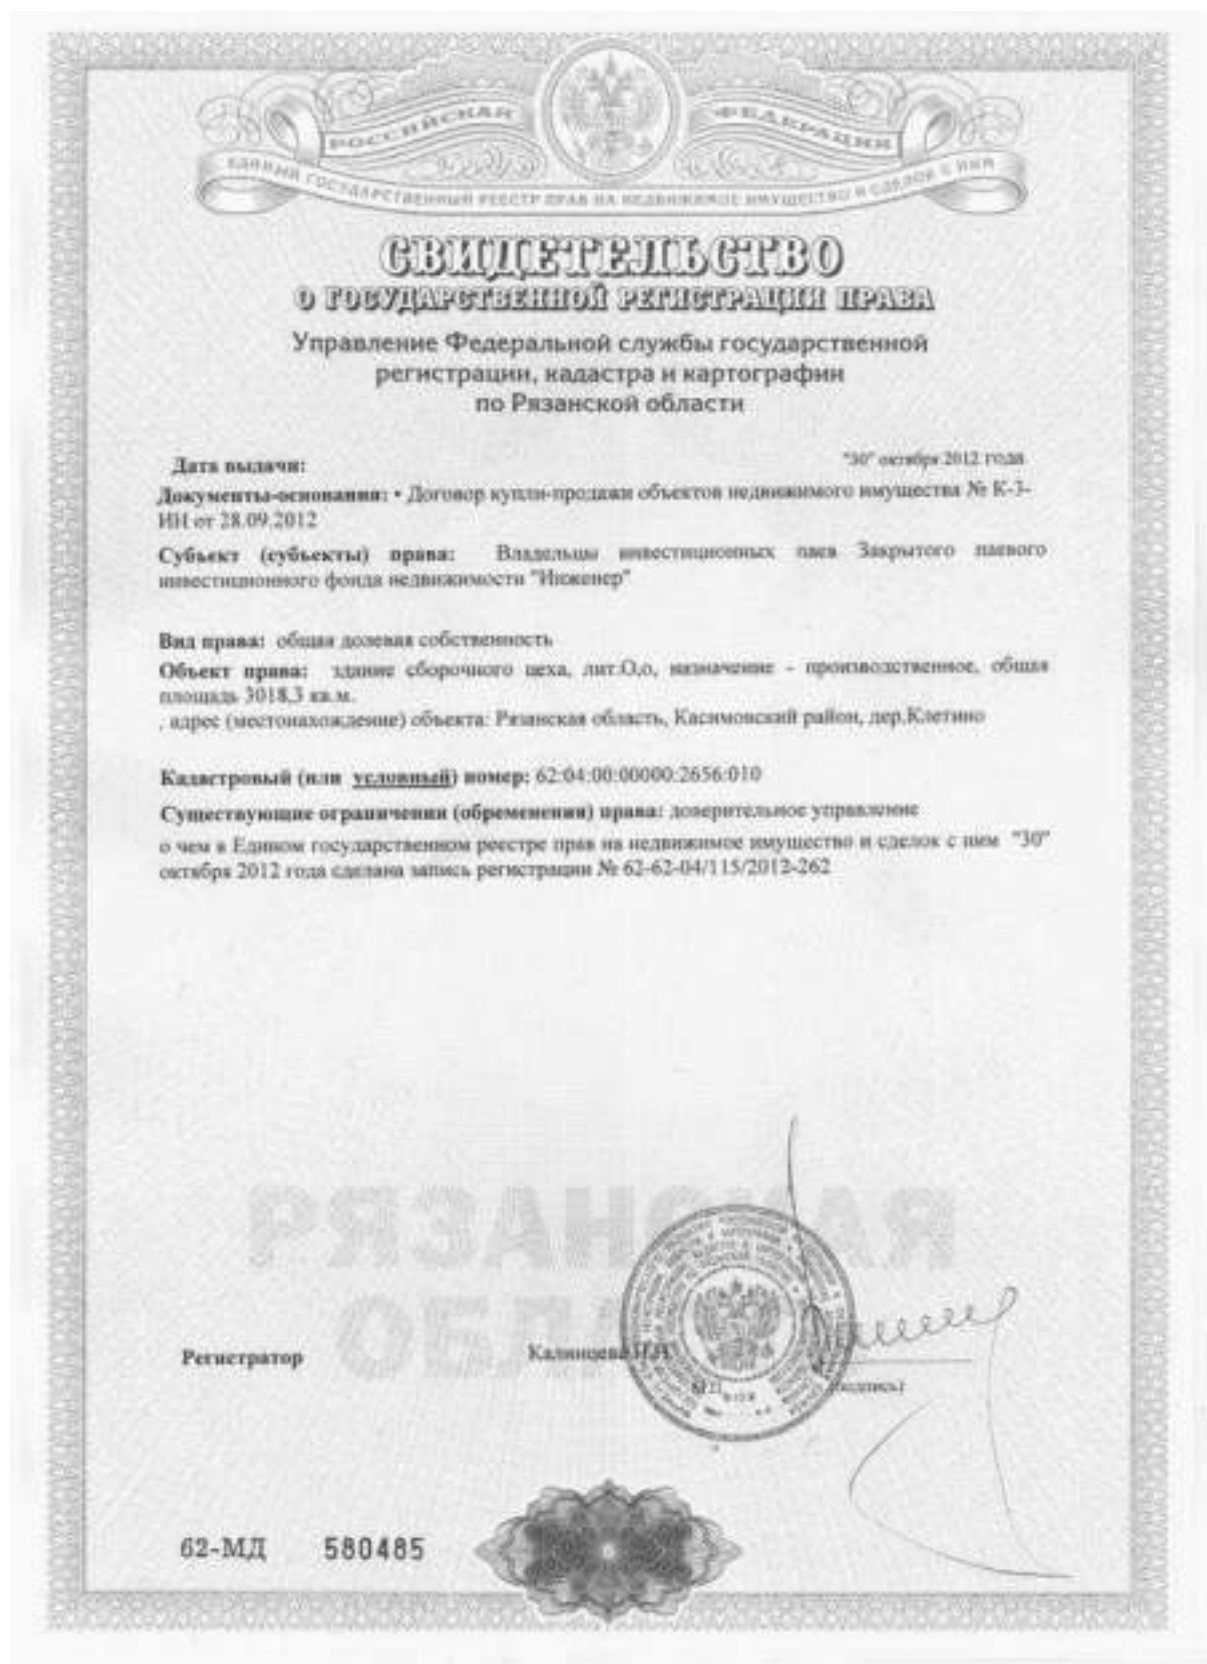 РОССИЙСКАЯ ФЕДЕРАЦИЯ
ЕДИНЫЙ ГОСУДАРСТВЕННЫЙ РЕЕСТР ПРАВ НА НЕДВИЖИМОЕ ИМУЩЕСТВО И СДЕЛОК С НИМ
СВИДЕТЕЛЬСТВО
О ГОСУДАРСТВЕННОЙ РЕГИСТРАЦИИ ПРАВА
Управление Федеральной службы государственной
регистрации, кадастра и картографии
по Рязанской области
Дата выдачи: "30" октября 2012 года
Документы-основания: • Договор купли-продажи объектов недвижимого имущества № К-3-
ИН от 28.09.2012
Субъект (субъекты) права: Владельцы инвестиционных паев Закрытого паевого
инвестиционного фонда недвижимости "Инженер"
Вид права: общая долевая собственность
Объект права: здание сборочного цеха, лит.О,о, назначение - производственное, общая
площадь 3018,3 кв.м.
, адрес (местонахождение) объекта: Рязанская область, Касимовский район, дер.Клетино
Кадастровый (или условный) номер: 62:04:00:00000:2656:010
Существующие ограничения (обременения) права: доверительное управление
о чем в Едином государственном реестре прав на недвижимое имущество и сделок с ним "30"
октября 2012 года сделана запись регистрации № 62-62-04/115/2012-262
Регистратор Калинцева
М.П. (подпись)
62-МД 580485